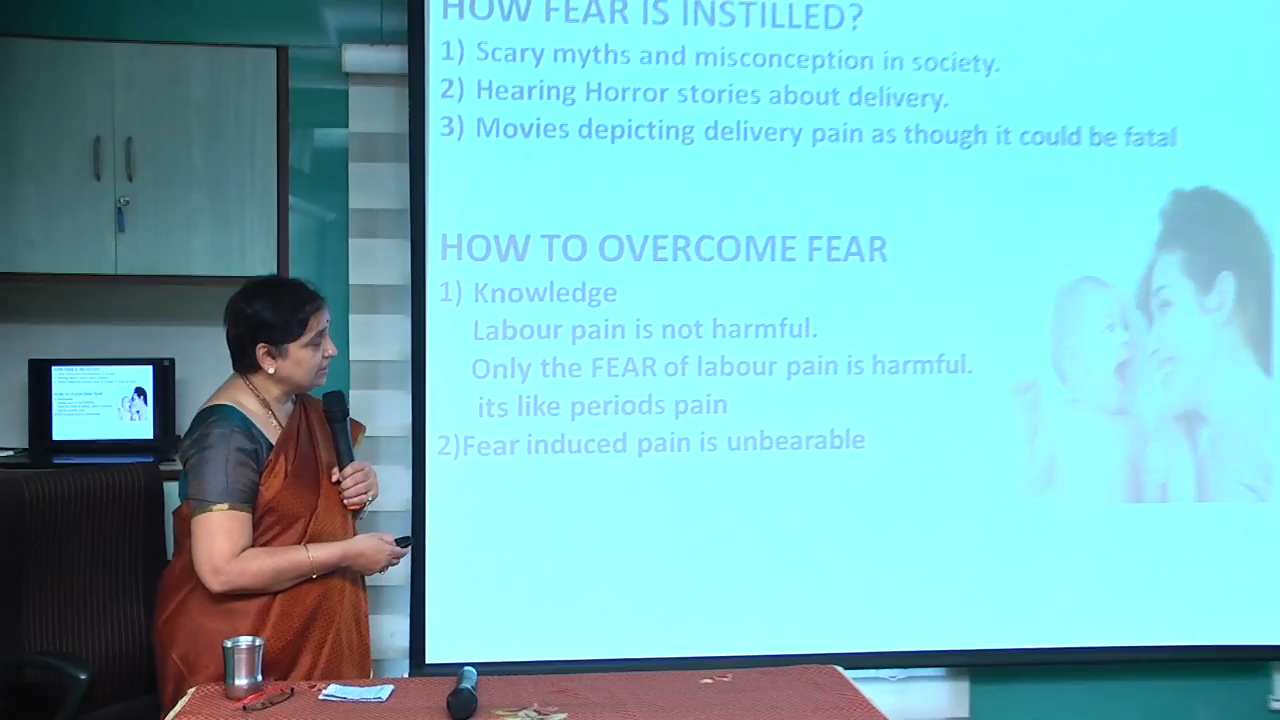 HOW FEAR IS INSTILLED?
1) Scary myths and misconception in society.
2) Hearing Horror stories about delivery.
3) Movies depicting delivery pain as though it could be fatal
HOW TO OVERCOME FEAR
1) Knowledge
Labour pain is not harmful.
Only the FEAR of labour pain is harmful.
its like periods pain
2)Fear induced pain is unbearable